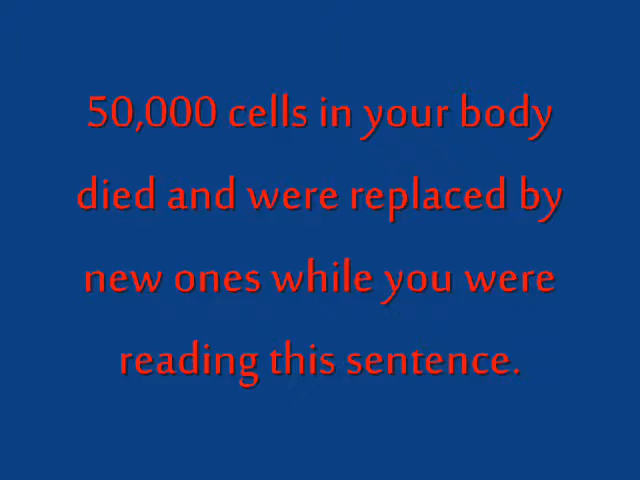 50,000 cells in your body
died and were replaced by
new ones while you were
reading this sentence.